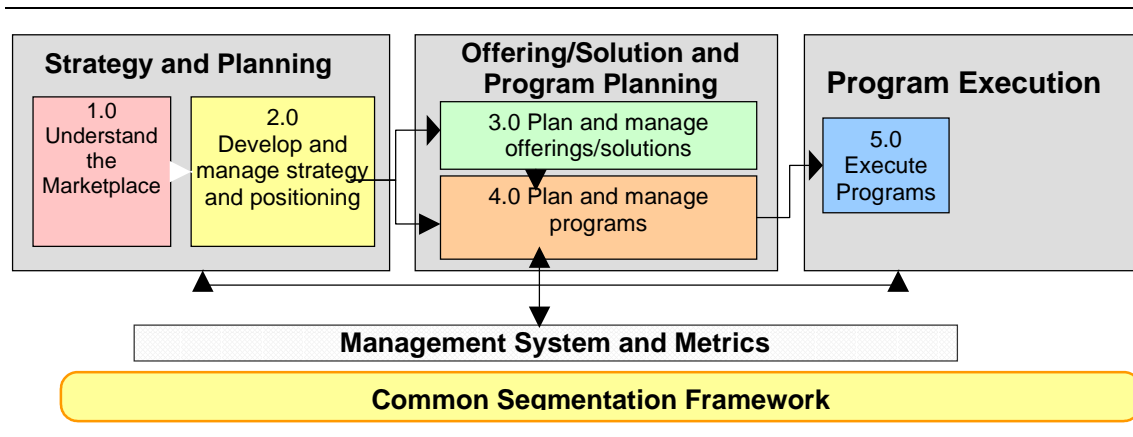 Strategy and Planning
1.0
Understand
the
Marketplace
2.0
Develop and
manage strategy
and positioning
Offering/Solution and
Program Planning
3.0 Plan and manage
offerings/solutions
4.0 Plan and manage
programs
Program Execution
5.0
Execute
Programs
Management System and Metrics
Common Segmentation Framework